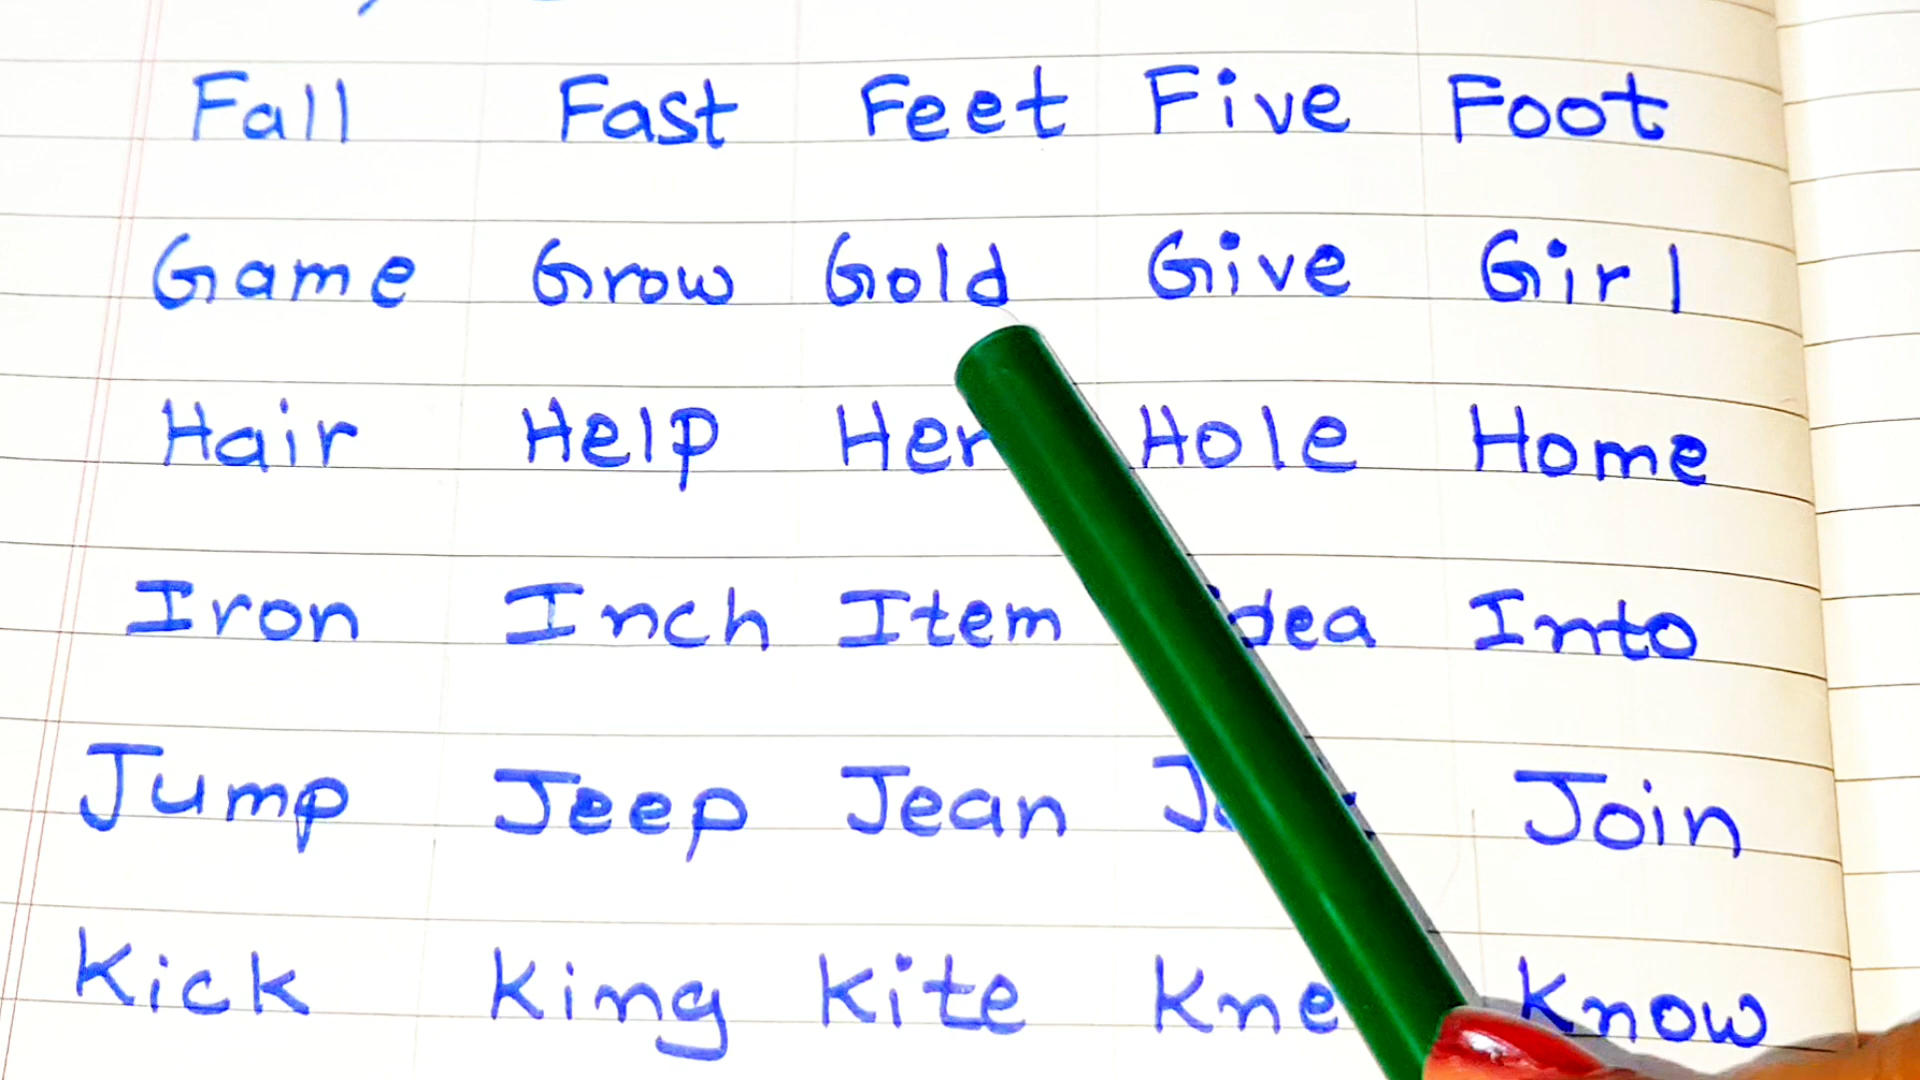 Fall Fast Feet Five Foot
Game Grow Gold Give Girl
Hair Help Hole Home
Iron Inch Item Into
Jump Jeep Jean Join
Kick King Kite Know